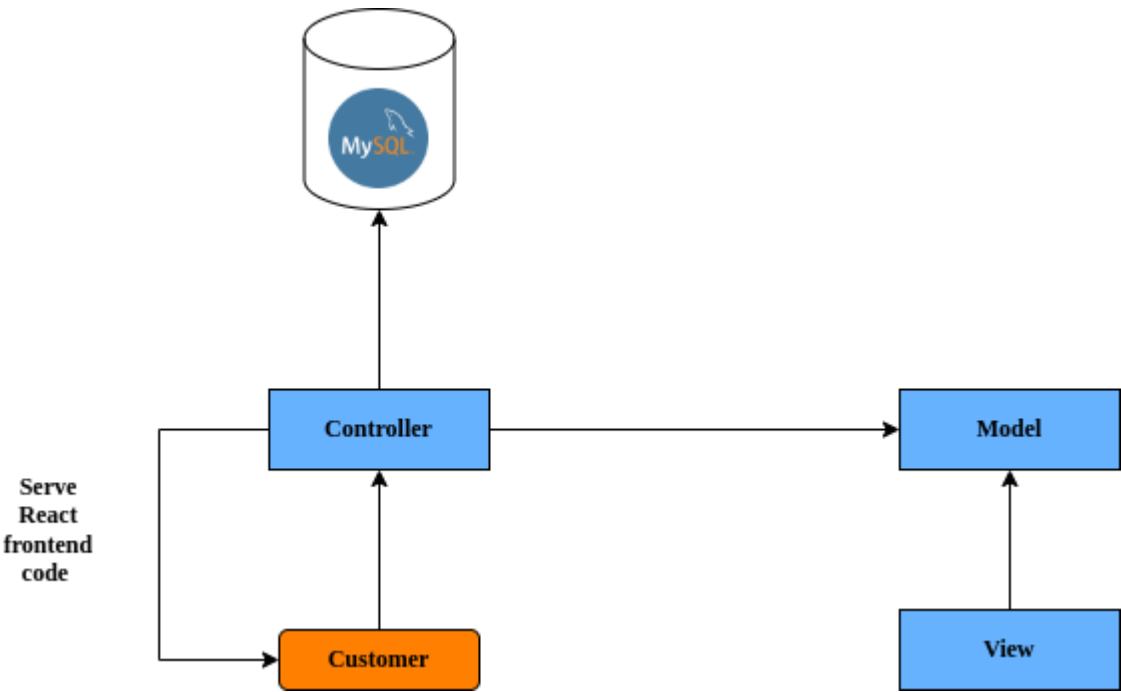 MySQL
Controller
Model
Serve
React
frontend
code
Customer
View